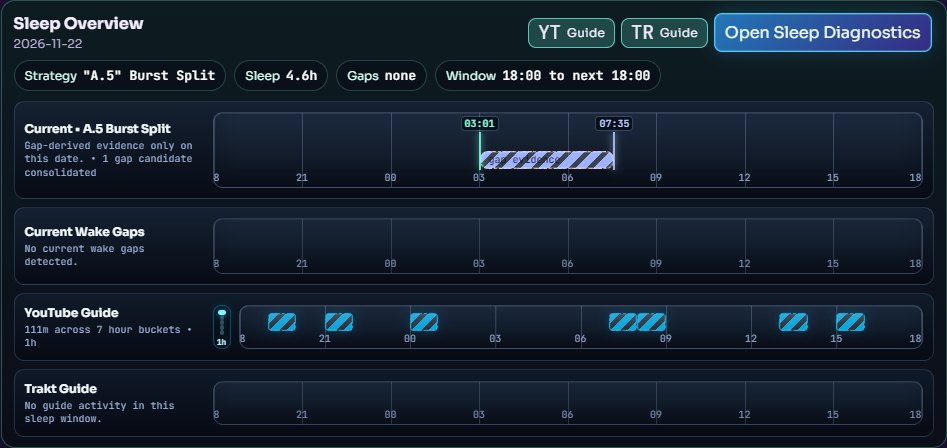 Sleep Overview
2026-11-22
YT Guide
TR Guide
Open Sleep Diagnostics
Strategy "A.5" Burst Split
Sleep 4.6h
Gaps none
Window 18:00 to next 18:00
Current • A.5 Burst Split
Gap-derived evidence only on
this date. • 1 gap candidate
consolidated
03:01
07:35
8 21 00 03 06 09 12 15 18
Current Wake Gaps
No current wake gaps
detected.
8 21 00 03 06 09 12 15 18
YouTube Guide
111m across 7 hour buckets •
1h
1h
8 21 00 03 06 09 12 15 18
Trakt Guide
No guide activity in this
sleep window.
8 21 00 03 06 09 12 15 18